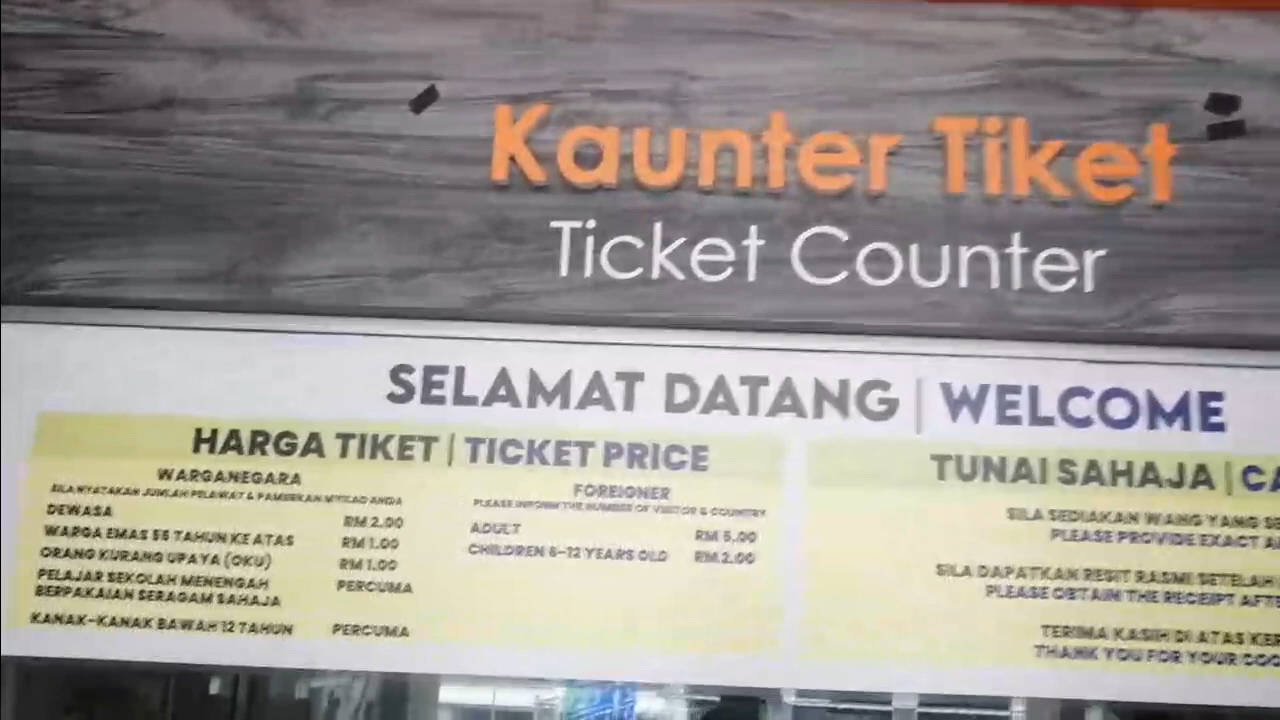 Kaunter Tiket
Ticket Counter
SELAMAT DATANG | WELCOME
HARGA TIKET | TICKET PRICE
WARGANEGARA
SILA NYATAKAN JUMLAH PELAWAT & PAMERKAN MYKAD ANDA
DEWASA RM 2.00
WARGA EMAS 55 TAHUN KE ATAS RM 1.00
ORANG KURANG UPAYA (OKU) RM 1.00
PELAJAR SEKOLAH MENENGAH PERCUMA
BERPAKAIAN SERAGAM SAHAJA
KANAK-KANAK BAWAH 12 TAHUN PERCUMA
FOREIGNER
PLEASE INFORM THE NUMBER OF VISITOR & COUNTRY
ADULT RM 5.00
CHILDREN 6-12 YEARS OLD RM 2.00
TUNAI SAHAJA | CA
SILA SEDIAKAN WANG YANG SE
PLEASE PROVIDE EXACT A
SILA DAPATKAN RESIT RASMI SETELAH
PLEASE OBTAIN THE RECEIPT AFTE
TERIMA KASIH DI ATAS KER
THANK YOU FOR YOUR COO